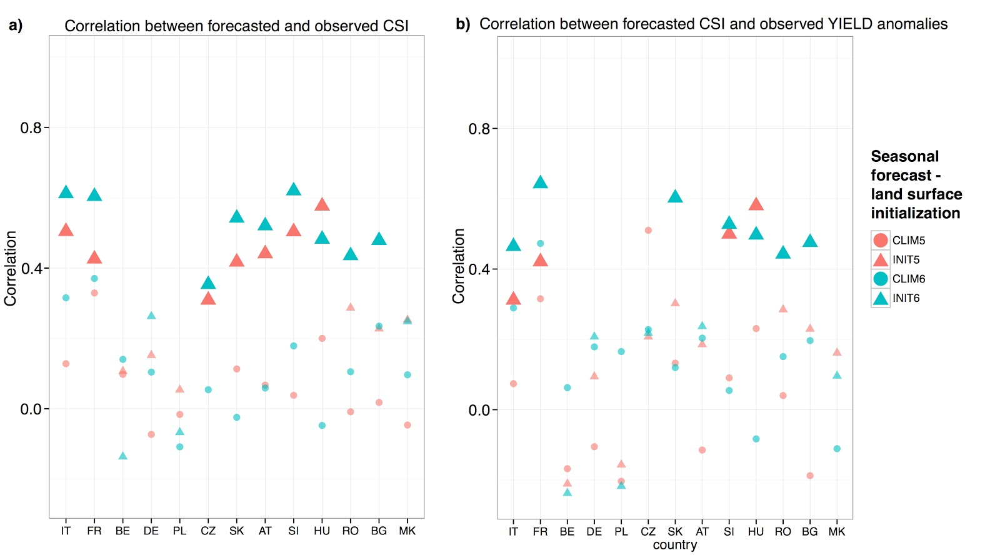 a) Correlation between forecasted and observed CSI
Correlation
0.8
0.4
0.0
IT FR BE DE PL CZ SK AT SI HU RO BG MK
b) Correlation between forecasted CSI and observed YIELD anomalies
Correlation
0.8
0.4
0.0
IT FR BE DE PL CZ SK AT SI HU RO BG MK
country
Seasonal
forecast -
land surface
initialization
CLIM5
INIT5
CLIM6
INIT6